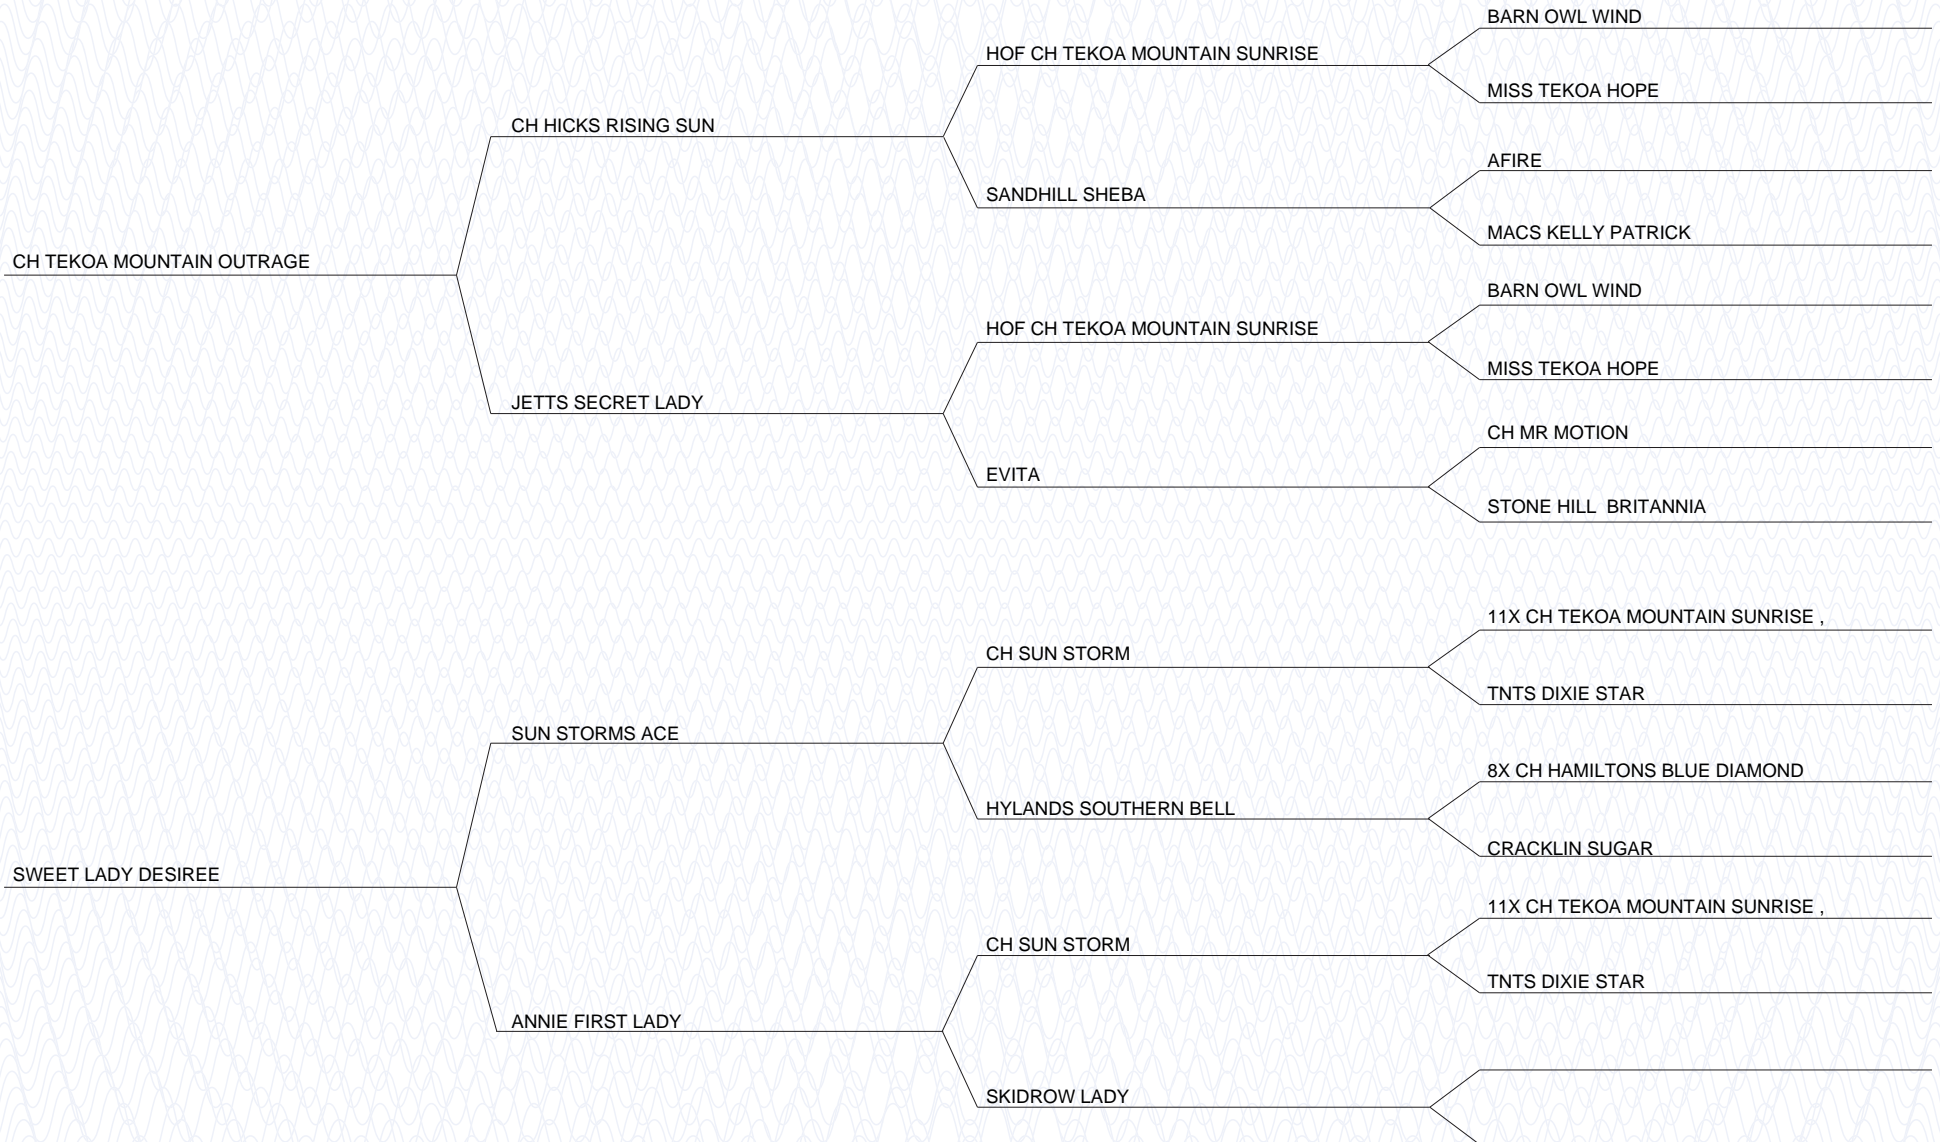 BARN OWL WIND
HOF CH TEKOA MOUNTAIN SUNRISE
MISS TEKOA HOPE
CH HICKS RISING SUN
AFIRE
SANDHILL SHEBA
MACS KELLY PATRICK
CH TEKOA MOUNTAIN OUTRAGE
BARN OWL WIND
HOF CH TEKOA MOUNTAIN SUNRISE
MISS TEKOA HOPE
JETTS SECRET LADY
CH MR MOTION
EVITA
STONE HILL  BRITANNIA
11X CH TEKOA MOUNTAIN SUNRISE ,
CH SUN STORM
TNTS DIXIE STAR
SUN STORMS ACE
8X CH HAMILTONS BLUE DIAMOND
HYLANDS SOUTHERN BELL
CRACKLIN SUGAR
SWEET LADY DESIREE
11X CH TEKOA MOUNTAIN SUNRISE ,
CH SUN STORM
TNTS DIXIE STAR
ANNIE FIRST LADY
SKIDROW LADY